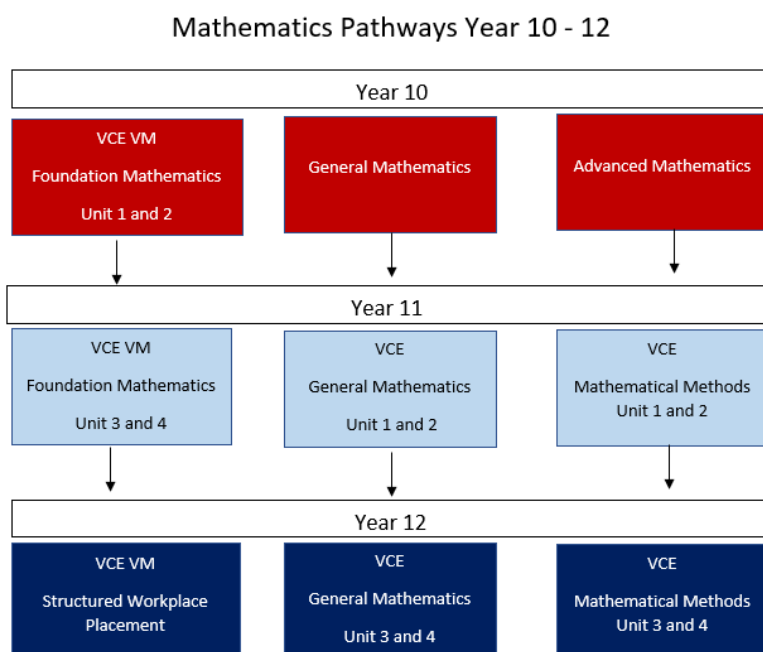 Mathematics Pathways Year 10 - 12
Year 10
VCE VM
Foundation Mathematics
Unit 1 and 2
General Mathematics
Advanced Mathematics
Year 11
VCE VM
Foundation Mathematics
Unit 3 and 4
VCE
General Mathematics
Unit 1 and 2
VCE
Mathematical Methods
Unit 1 and 2
Year 12
VCE VM
Structured Workplace
Placement
VCE
General Mathematics
Unit 3 and 4
VCE
Mathematical Methods
Unit 3 and 4